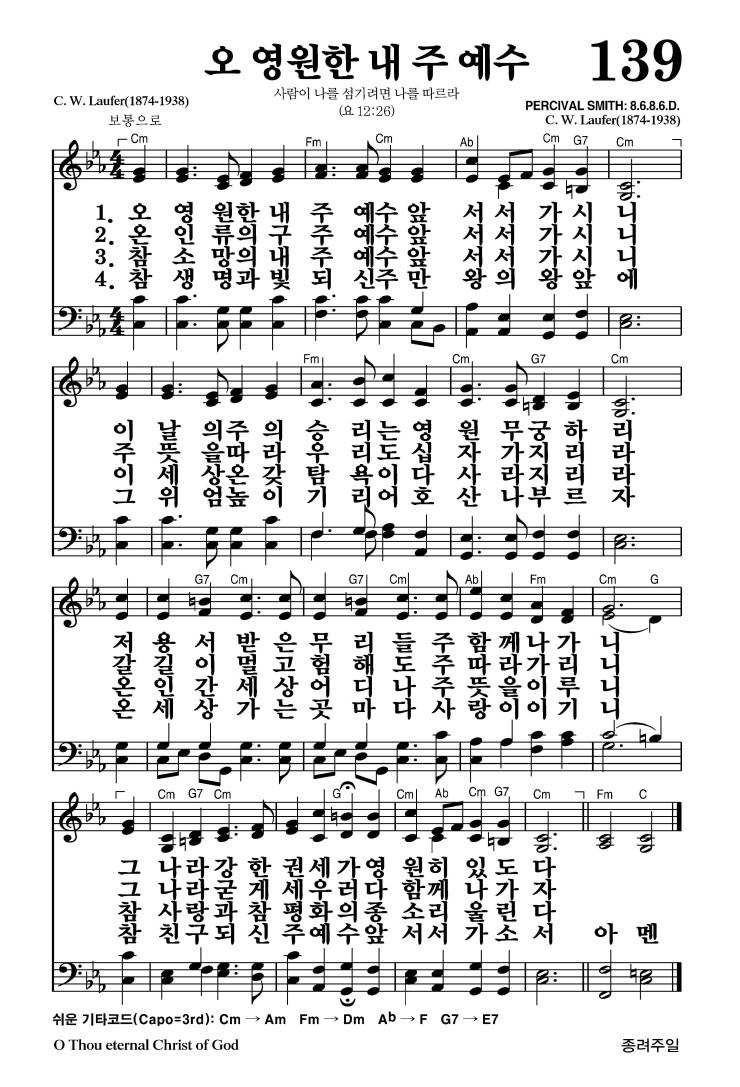 오 영원한 내 주 예수 139
사람이 나를 섬기려면 나를 따르라
(요 12:26)
C. W. Laufer(1874-1938)
보통으로
PERCIVAL SMITH: 8.6.8.6.D.
C. W. Laufer(1874-1938)
4/4 Cm Fm Cm Ab Cm G7 Cm
1. 오 영 원한 내 주 예수 앞 서 서 가 시 니
2. 온 인 류의 구 주 예수 앞 서 서 가 시 니
3. 참 소 망의 내 주 예수 앞 서 서 가 시 니
4. 참 생 명과 빛 되 신주 만 왕 의 왕 앞 에
4/4
Fm Cm G7 Cm
이 날 의주 의 승 리는 영 원 무궁 하 리
주 뜻 을따 라 우 리도 십 자 가지 리 라
이 세 상온 갖 탐 욕이 다 사 라지 리 라
그 위 엄높 이 기 리어 호 산 나부 르 자
G7 Cm G7 Cm Ab Fm Cm G
저 용 서 받 은 무 리 들 주 함 께 나 가 니
갈 길 이 멀 고 험 해 도 주 따 라 가 리 니
온 인 간 세 상 어 디 나 주 뜻 을 이 루 니
온 세 상 가 는 곳 마 다 사 랑 이 이 기 니
Cm G7 Cm G Cm Ab Cm G7 Cm Fm C
그 나 라 강 한 권 세 가 영 원 히 있 도 다
그 나 라 굳 게 세 우 러 다 함 께 나 가 자
참 사 랑 과 참 평 화 의 종 소 리 울 린 다
참 친 구 되 신 주 예 수 앞 서 서 가 소 서 아 멘
쉬운 기타코드(Capo=3rd): Cm → Am Fm → Dm Ab → F G7 → E7
O Thou eternal Christ of God
종려주일